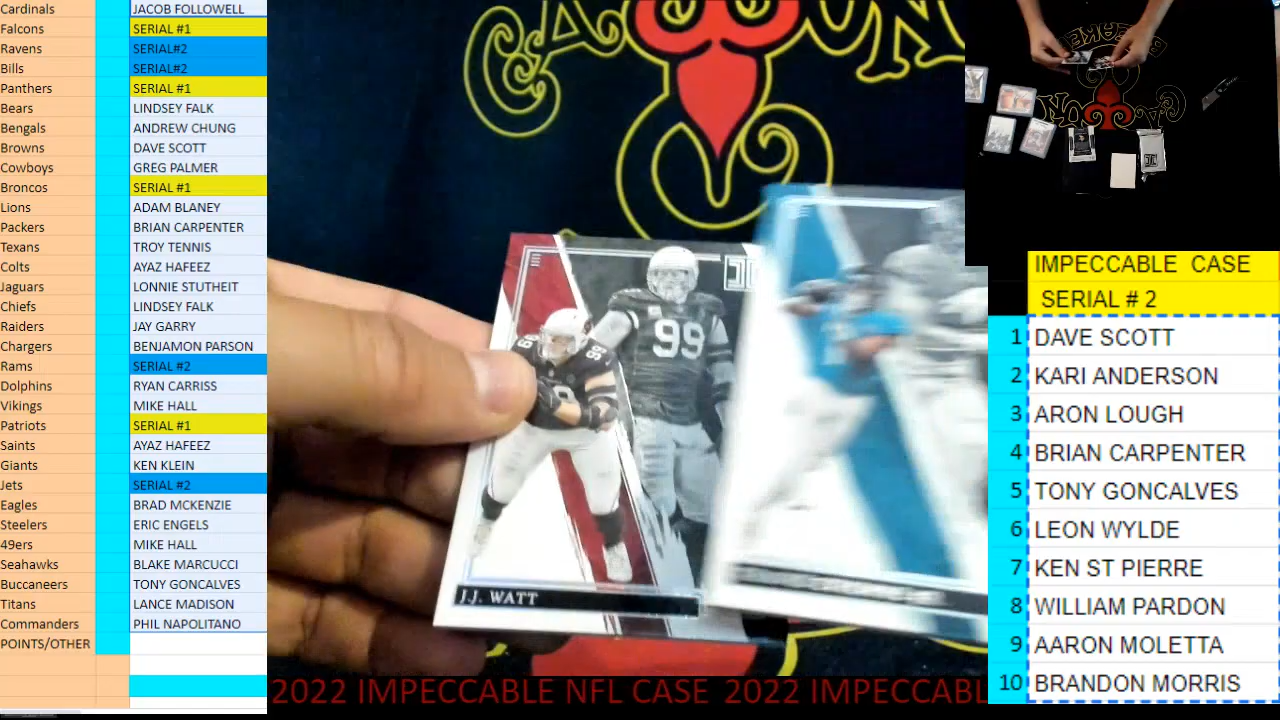 Cardinals JACOB FOLLOWELL
Falcons SERIAL #1
Ravens SERIAL#2
Bills SERIAL#2
Panthers SERIAL #1
Bears LINDSEY FALK
Bengals ANDREW CHUNG
Browns DAVE SCOTT
Cowboys GREG PALMER
Broncos SERIAL #1
Lions ADAM BLANEY
Packers BRIAN CARPENTER
Texans TROY TENNIS
Colts AYAZ HAFEEZ
Jaguars LONNIE STUTHEIT
Chiefs LINDSEY FALK
Raiders JAY GARRY
Chargers BENJAMON PARSON
Rams SERIAL #2
Dolphins RYAN CARRISS
Vikings MIKE HALL
Patriots SERIAL #1
Saints AYAZ HAFEEZ
Giants KEN KLEIN
Jets SERIAL #2
Eagles BRAD MCKENZIE
Steelers ERIC ENGELS
49ers MIKE HALL
Seahawks BLAKE MARCUCCI
Buccaneers TONY GONCALVES
Titans LANCE MADISON
Commanders PHIL NAPOLITANO
POINTS/OTHER
99
99
J.J. WATT
2022 IMPECCABLE NFL CASE 2022 IMPECCABL
IMPECCABLE CASE
SERIAL # 2
1 DAVE SCOTT
2 KARI ANDERSON
3 ARON LOUGH
4 BRIAN CARPENTER
5 TONY GONCALVES
6 LEON WYLDE
7 KEN ST PIERRE
8 WILLIAM PARDON
9 AARON MOLETTA
10 BRANDON MORRIS